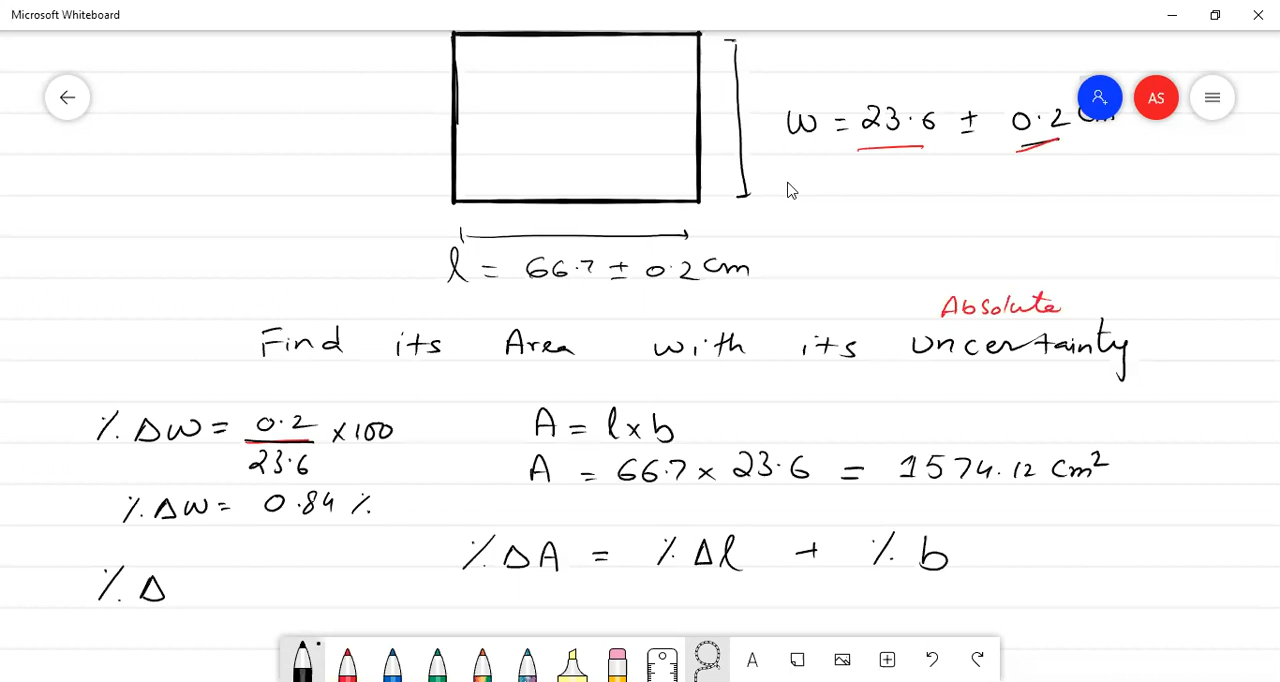 Microsoft Whiteboard
AS
w = 23.6 ± 0.2 cm
l = 66.7 ± 0.2 cm
Absolute
Find its Area with its Uncertainty
% Δw = 0.2/23.6 x 100
A = l x b
A = 66.7 x 23.6 = 1574.12 cm²
% Δw = 0.84 %
% ΔA = % Δl + % b
% Δ
A